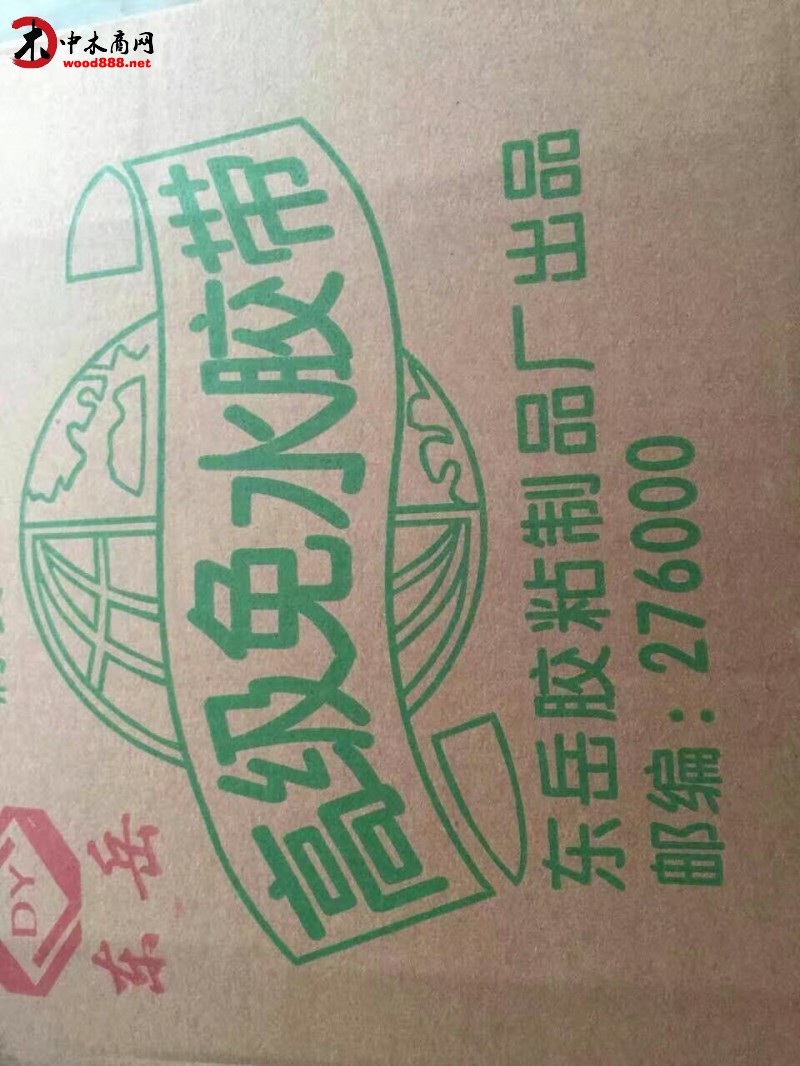 中木商网
wood888.net
DY
东岳
高级免水胶带
东岳胶粘制品厂出品
邮编:276000